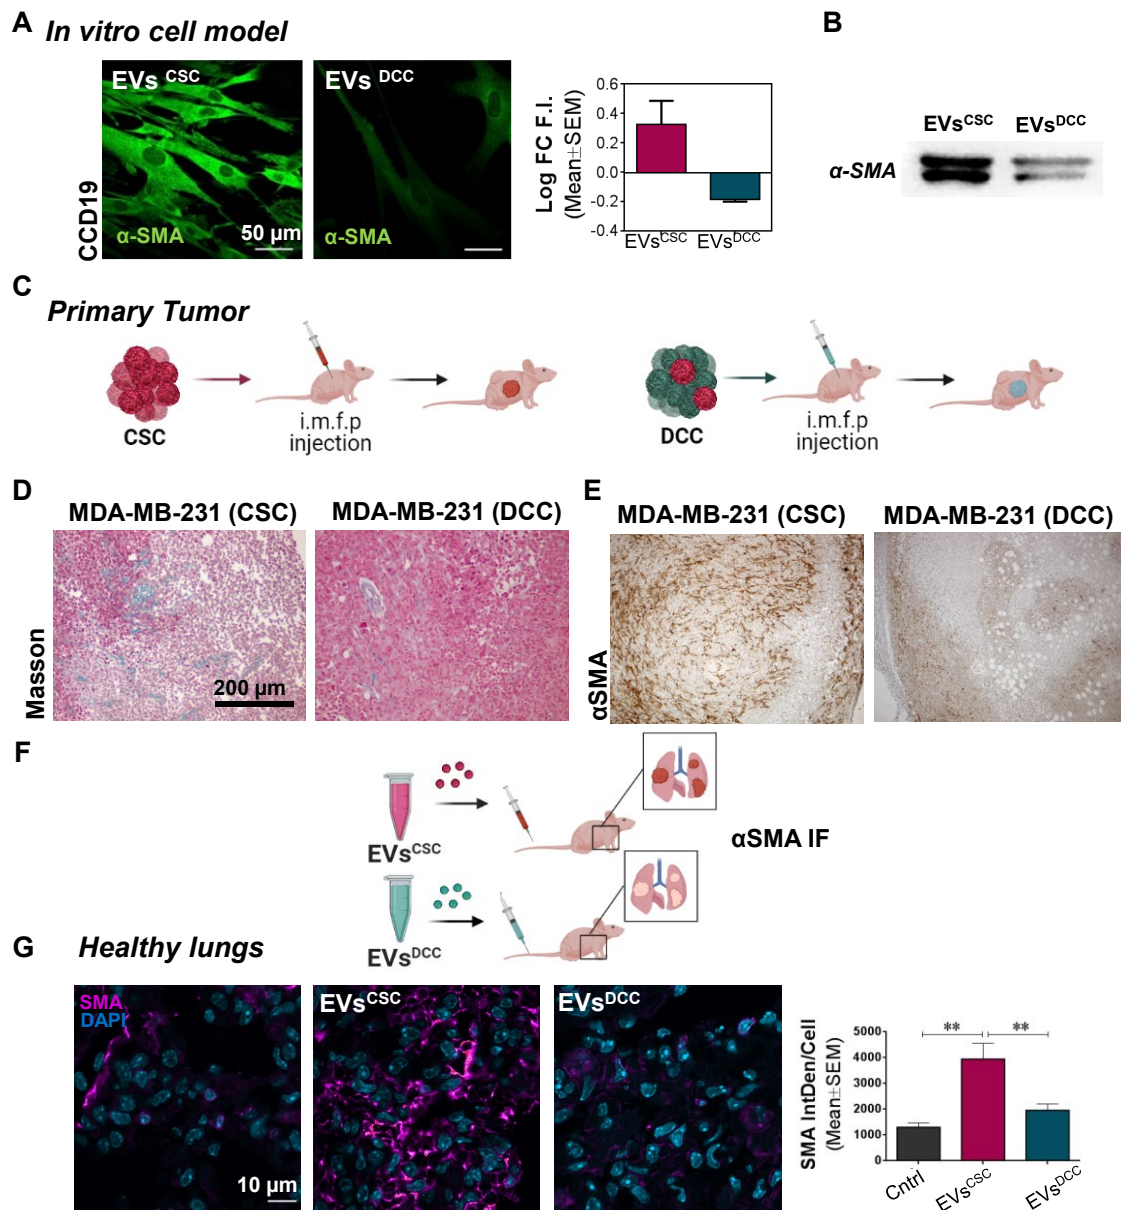 A In vitro cell model
EVs CSC
EVs DCC
CCD19
α-SMA
50 µm
α-SMA
Log FC F.I.
(Mean±SEM)
0.6
0.4
0.2
0.0
-0.2
-0.4
EVsCSC
EVsDCC
B
EVsCSC
EVsDCC
α-SMA
C
Primary Tumor
CSC
i.m.f.p
injection
DCC
i.m.f.p
injection
D
MDA-MB-231 (CSC)
MDA-MB-231 (DCC)
Masson
200 µm
E
MDA-MB-231 (CSC)
MDA-MB-231 (DCC)
αSMA
F
EVsCSC
EVsDCC
αSMA IF
G Healthy lungs
SMA
DAPI
10 µm
EVsCSC
EVsDCC
SMA IntDen/Cell
(Mean±SEM)
5000
4000
3000
2000
1000
0
**
**
Cntrl
EVsCSC
EVsDCC